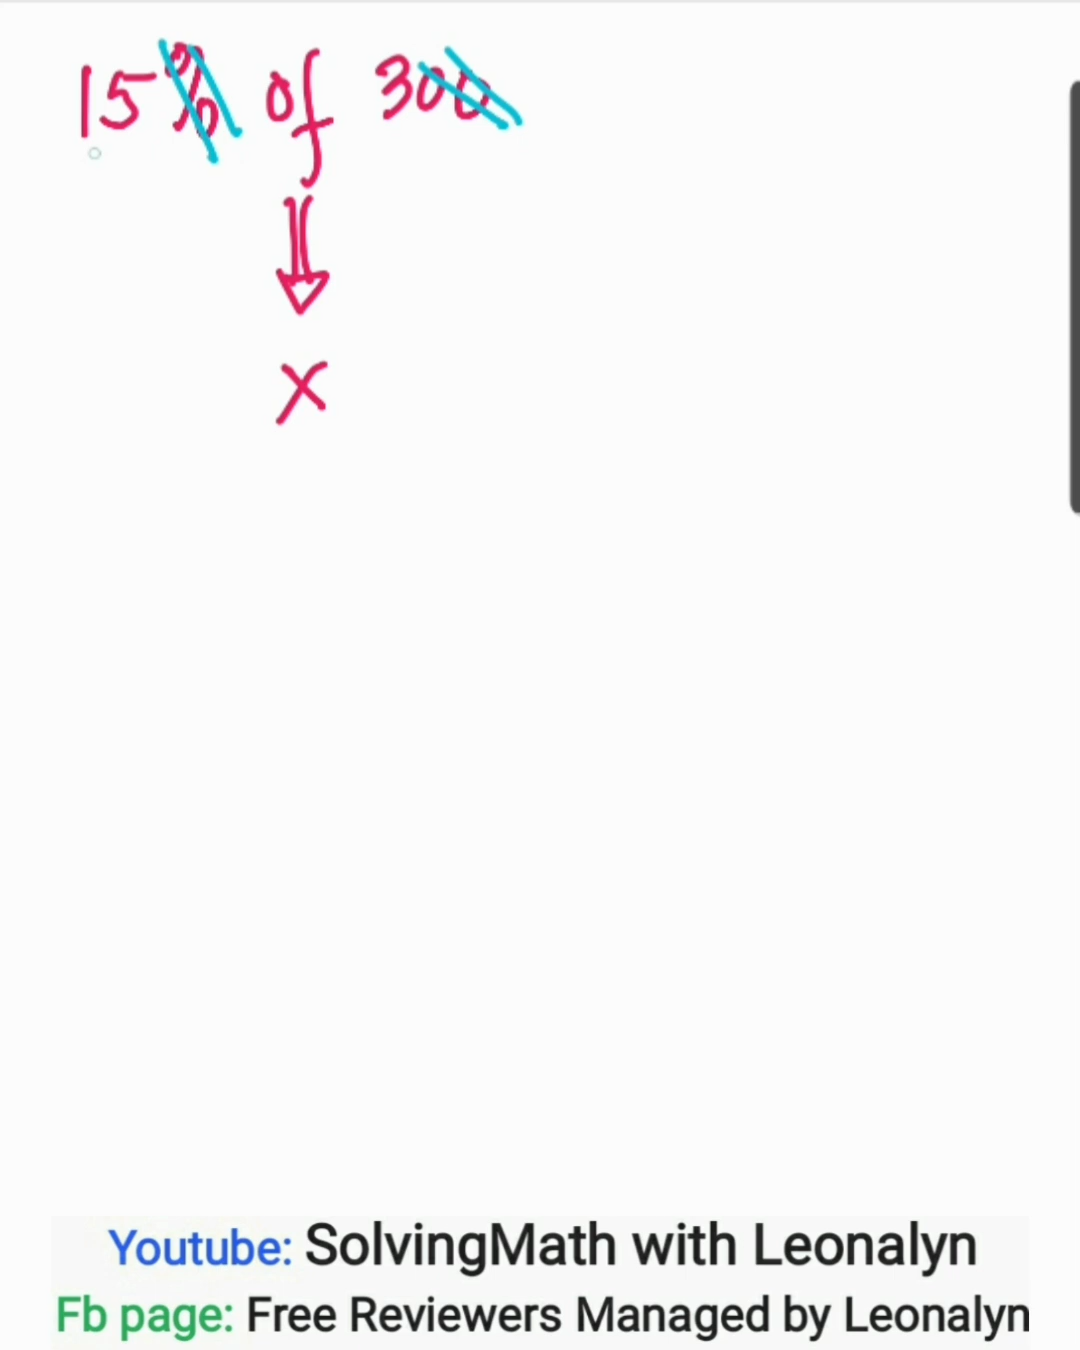 15% of 300
x
Youtube: SolvingMath with Leonalyn
Fb page: Free Reviewers Managed by Leonalyn